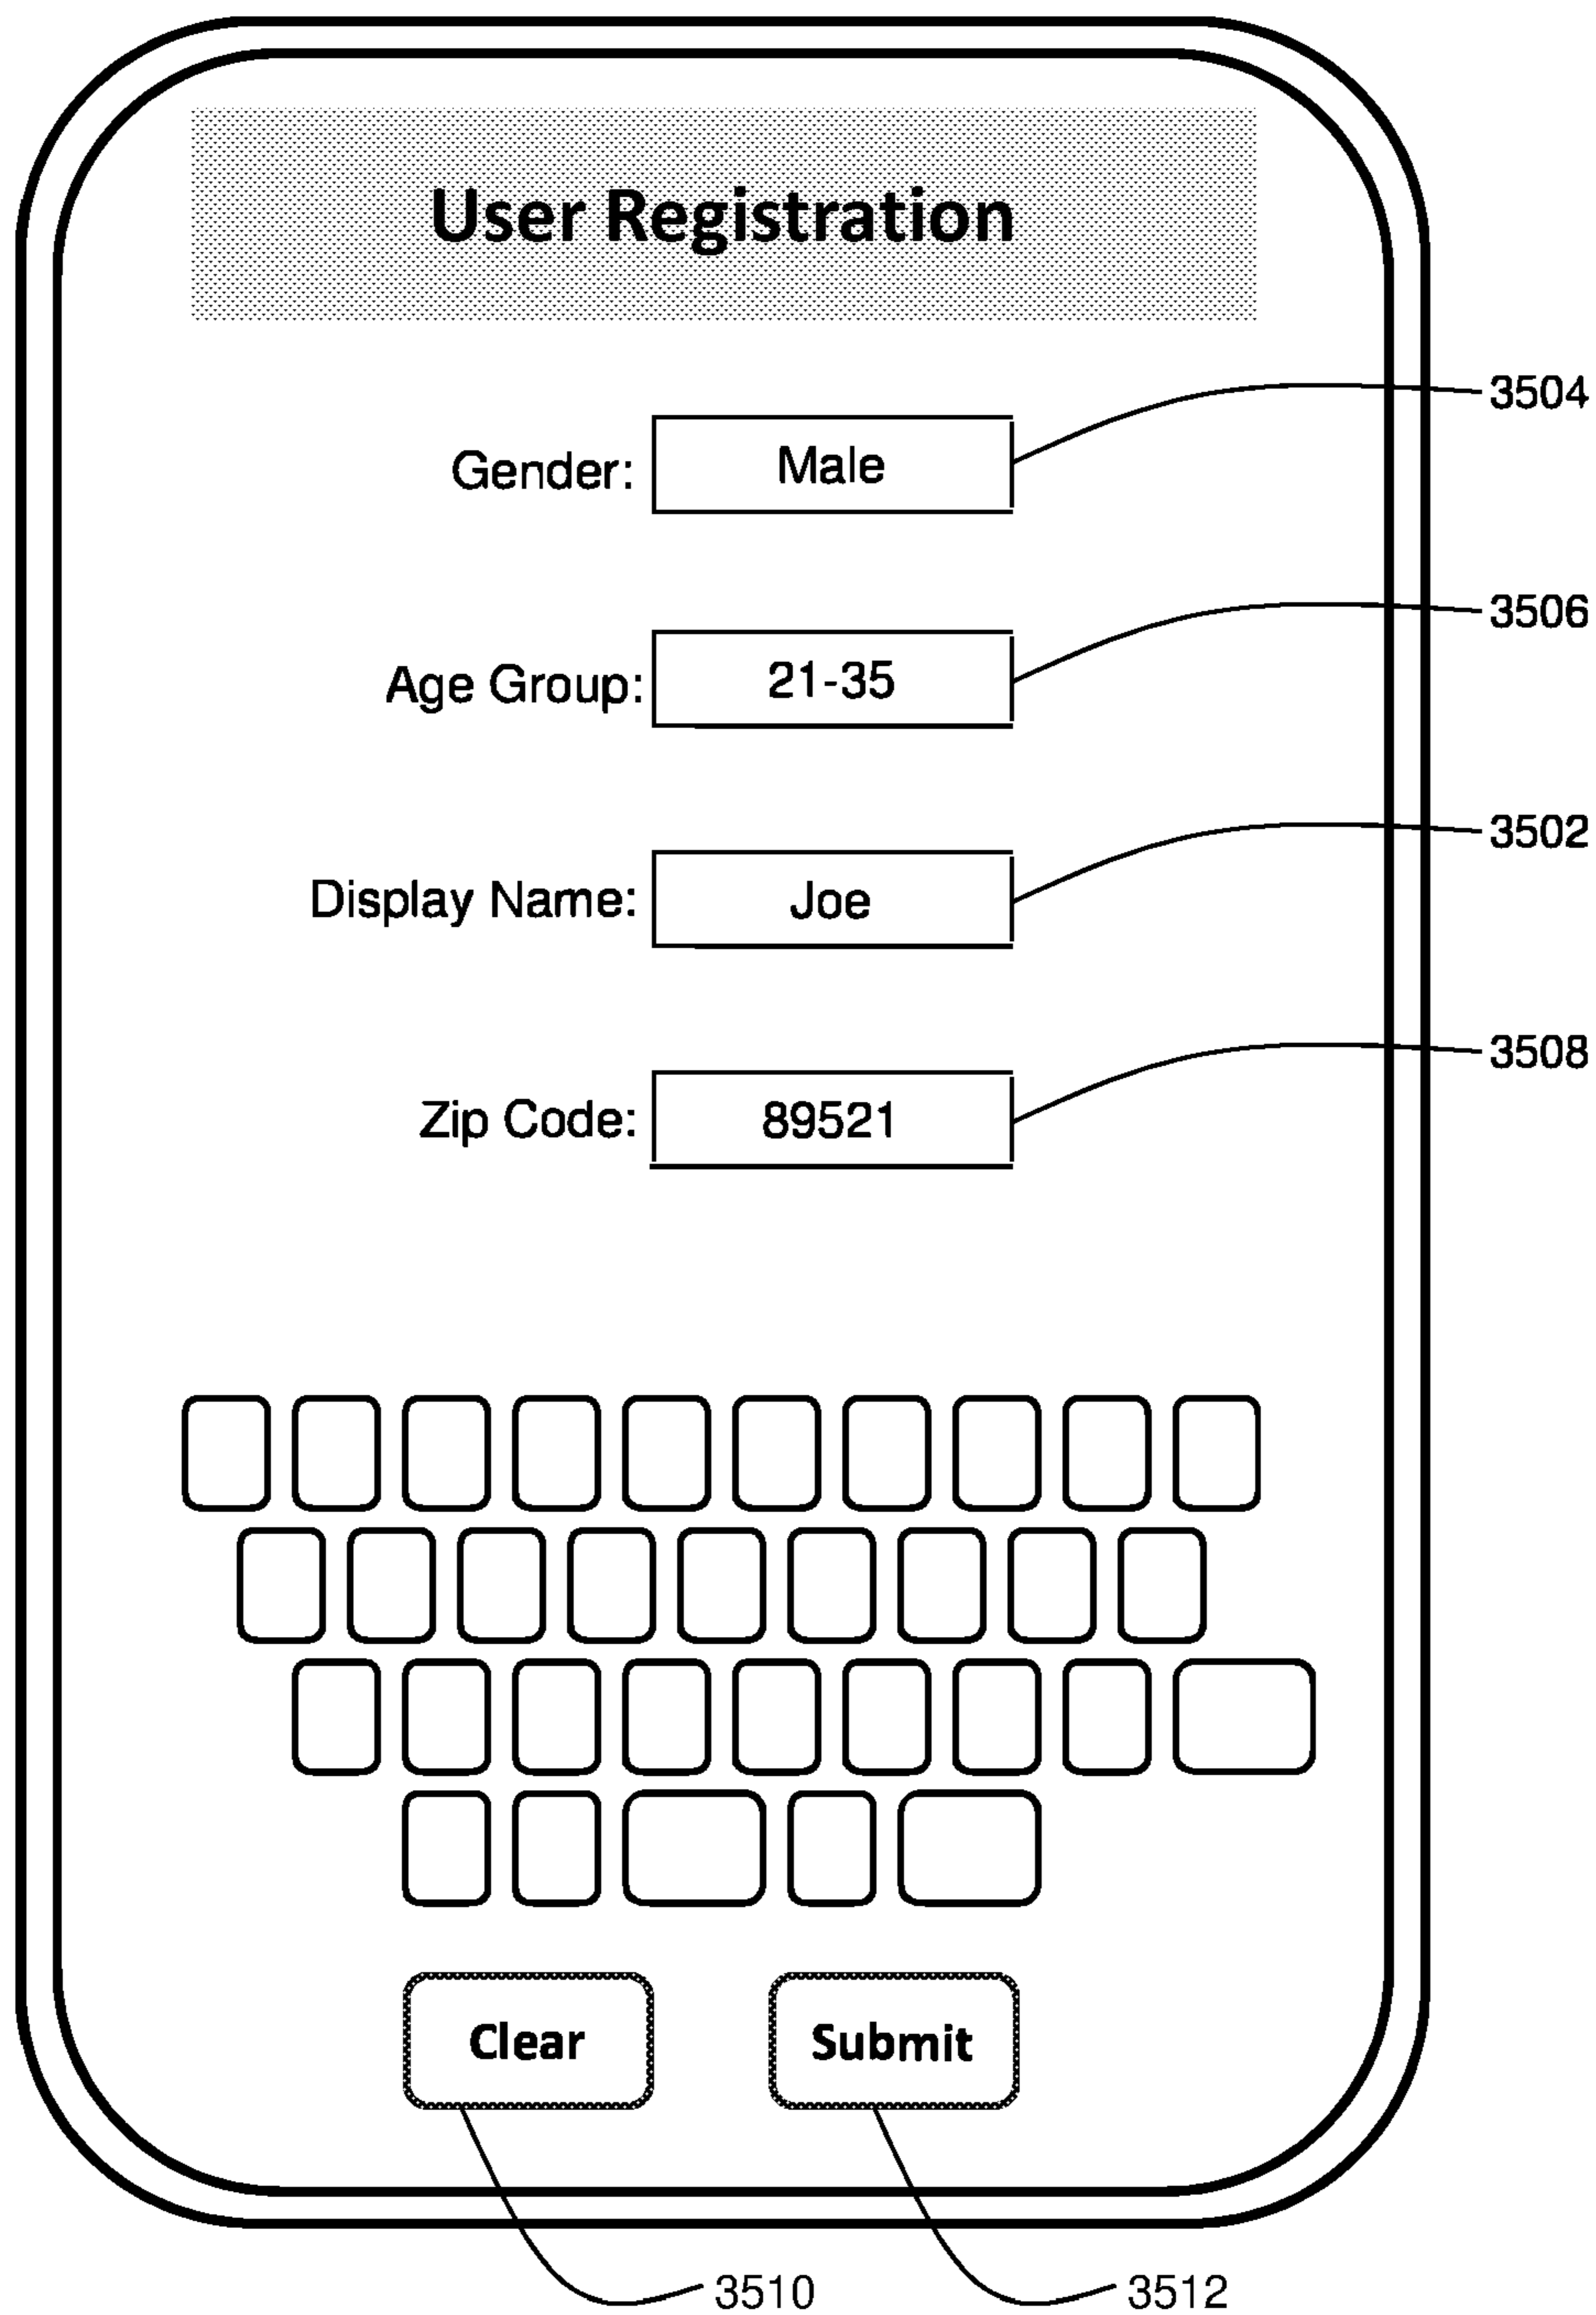 User Registration
3504
Gender: Male
3506
Age Group: 21-35
3502
Display Name: Joe
3508
Zip Code: 89521
Clear Submit
3510 3512